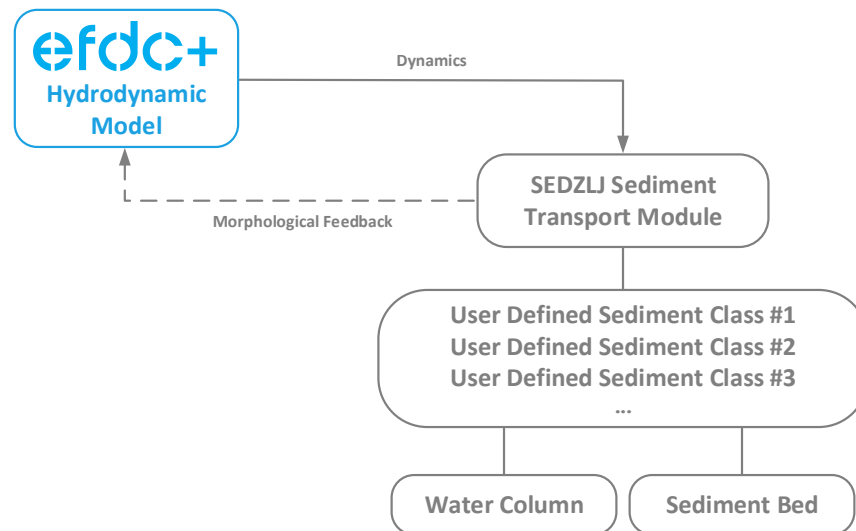 efdc+
Hydrodynamic
Model
Dynamics
SEDZLJ Sediment
Transport Module
Morphological Feedback
User Defined Sediment Class #1
User Defined Sediment Class #2
User Defined Sediment Class #3
...
Water Column
Sediment Bed